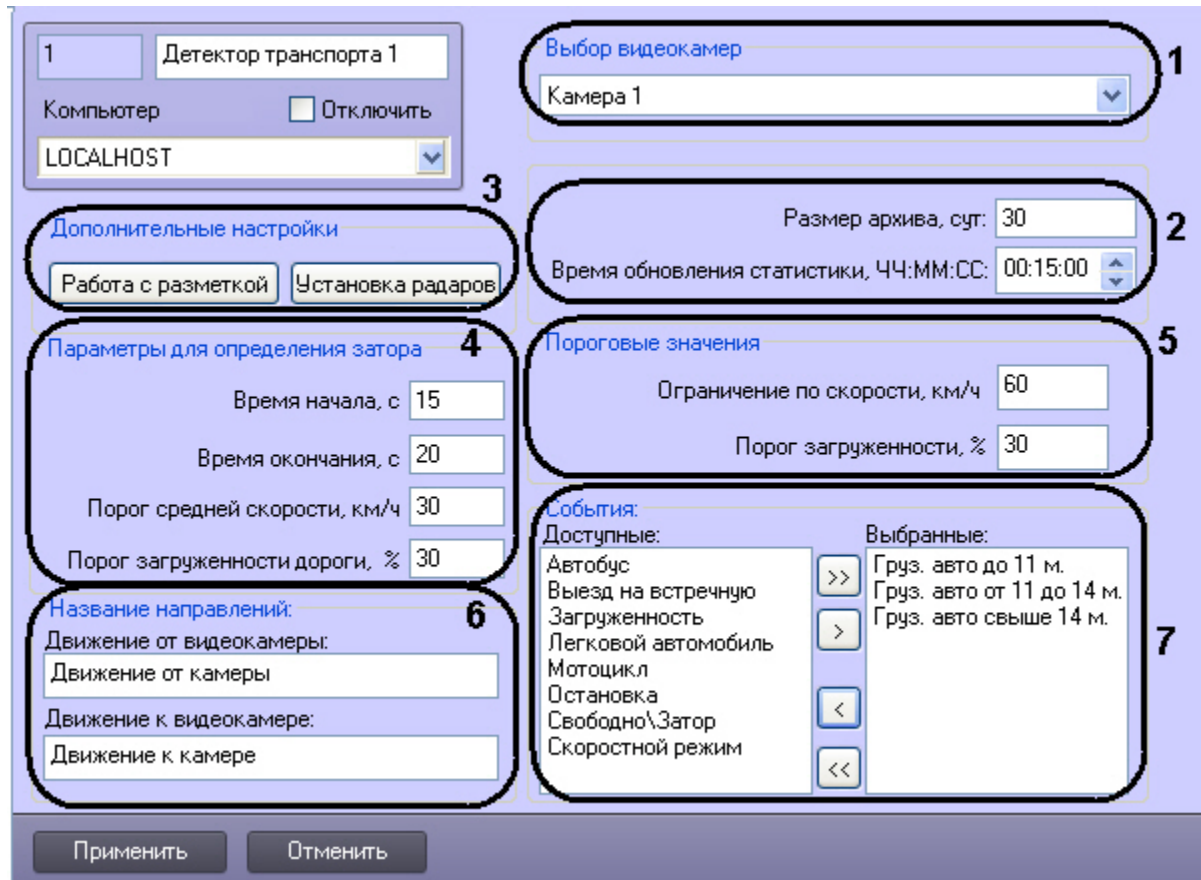 1
Детектор транспорта 1
Компьютер
Отключить
LOCALHOST
Выбор видеокамер
1
Камера 1
3
Дополнительные настройки
Работа с разметкой
Установка радаров
Размер архива, сут:
30
2
Время обновления статистики, ЧЧ:ММ:СС:
00:15:00
Параметры для определения затора
4
Время начала, с
15
Время окончания, с
20
Порог средней скорости, км/ч
30
Порог загруженности дороги, %
30
Пороговые значения
5
Ограничение по скорости, км/ч
60
Порог загруженности, %
30
Название направлений:
6
Движение от видеокамеры:
Движение от камеры
Движение к видеокамере:
Движение к камере
События:
Доступные:
Автобус
Выезд на встречную
Загруженность
Легковой автомобиль
Мотоцикл
Остановка
Свободно\Затор
Скоростной режим
>>
>
<
<<
Выбранные:
Груз. авто до 11 м.
Груз. авто от 11 до 14 м.
Груз. авто свыше 14 м.
7
Применить
Отменить